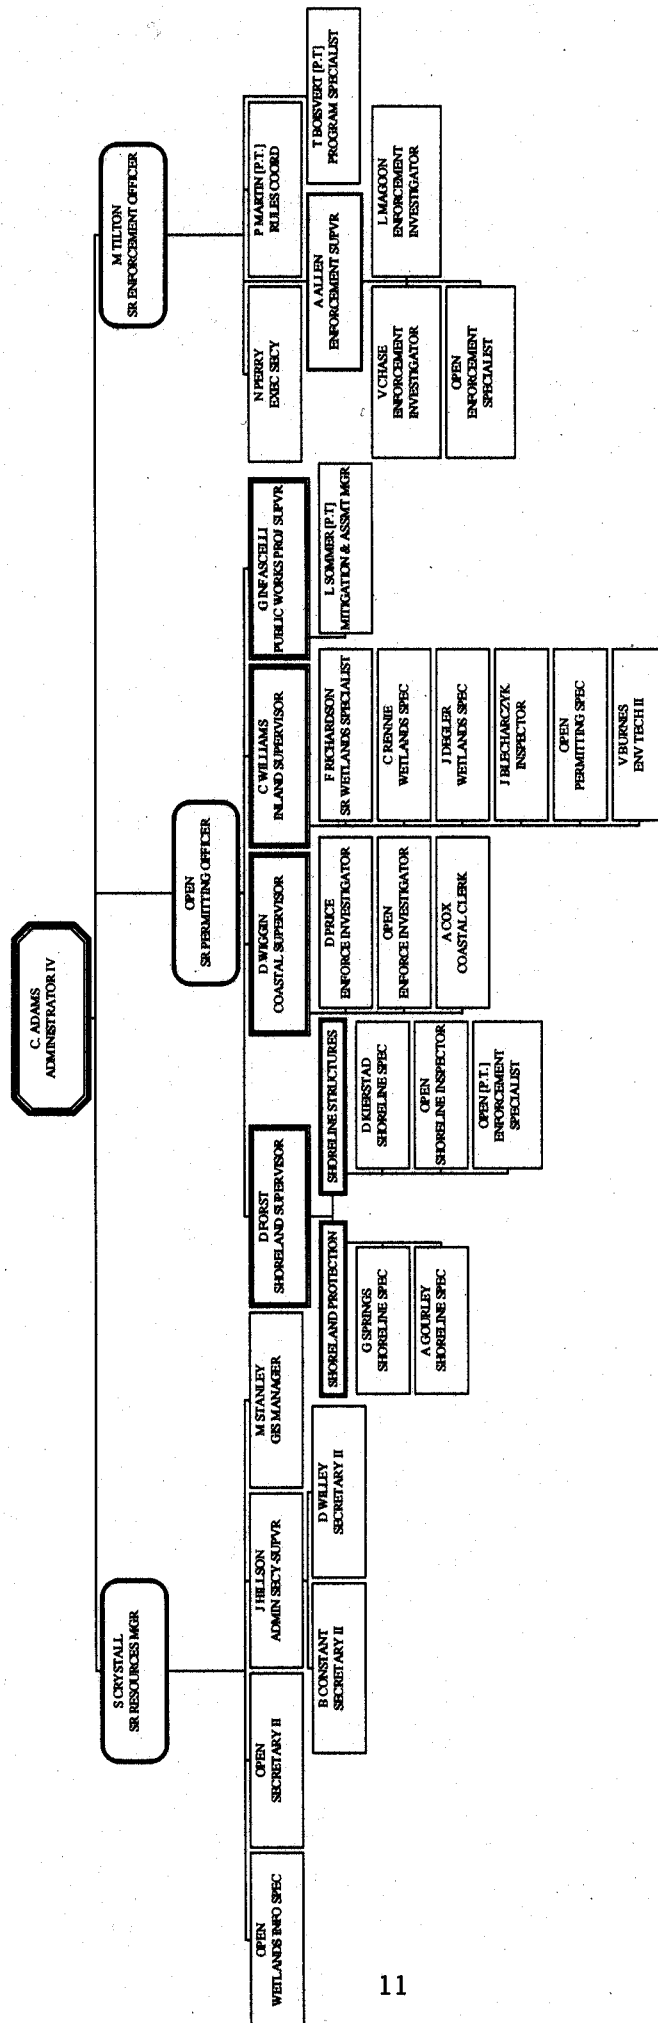 C. ADAMS
ADMINISTRATOR IV
S CRYSTALL
SR RESOURCES MGR
OPEN
SR PERMITTING OFFICER
M TILTON
SR ENFORCEMENT OFFICER
OPEN
WETLANDS INFO SPEC
OPEN
SECRETARY II
J HILLSON
ADMIN SECY-SUPVR
M STANLEY
GIS MANAGER
B CONSTANT
SECRETARY II
D WILLEY
SECRETARY II
D FORST
SHORELAND SUPERVISOR
SHORELAND PROTECTION
G SPRINGS
SHORELINE SPEC
A GOURLEY
SHORELINE SPEC
SHORELINE STRUCTURES
D KIERSTAD
SHORELINE SPEC
OPEN
SHORELINE INSPECTOR
OPEN [P.T.]
ENFORCEMENT
SPECIALIST
D WIGGIN
COASTAL SUPERVISOR
D PRICE
ENFORCE INVESTIGATOR
OPEN
ENFORCE INVESTIGATOR
A COX
COASTAL CLERK
C WILLIAMS
INLAND SUPERVISOR
F RICHARDSON
SR WETLANDS SPECIALIST
C RENNIE
WETLANDS SPEC
J DEGLER
WETLANDS SPEC
J BLECHARCZYK
INSPECTOR
OPEN
PERMITTING SPEC
V BURNES
ENV TECH II
G INFASCELLI
PUBLIC WORKS PROJ SUPVR
L SOMMER [P.T]
MITIGATION & ASSMT MGR
N PERRY
EXEC SECY
P MARTIN [P.T.]
RULES COORD
A ALLEN
ENFORCEMENT SUPVR
T BOISVERT [P.T]
PROGRAM SPECIALIST
V CHASE
ENFORCEMENT
INVESTIGATOR
L MAGOON
ENFORCEMENT
INVESTIGATOR
OPEN
ENFORCEMENT
SPECIALIST
11